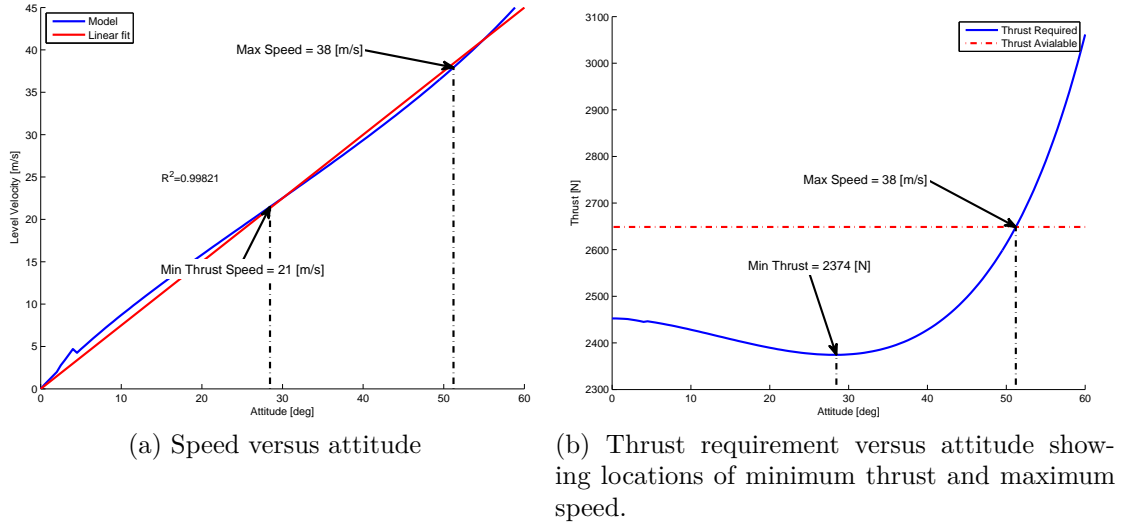 45
40
35
30
25
20
15
10
5
0
Level Velocity [m/s]
Model
Linear fit
Max Speed = 38 [m/s]
R2=0.99821
Min Thrust Speed = 21 [m/s]
0 10 20 30 40 50 60
Attitude [deg]
(a) Speed versus attitude
3100
3000
2900
2800
2700
2600
2500
2400
2300
Thrust [N]
Thrust Required
Thrust Avialable
Max Speed = 38 [m/s]
Min Thrust = 2374 [N]
0 10 20 30 40 50 60
Attitude [deg]
(b) Thrust requirement versus attitude show-
ing locations of minimum thrust and maximum
speed.